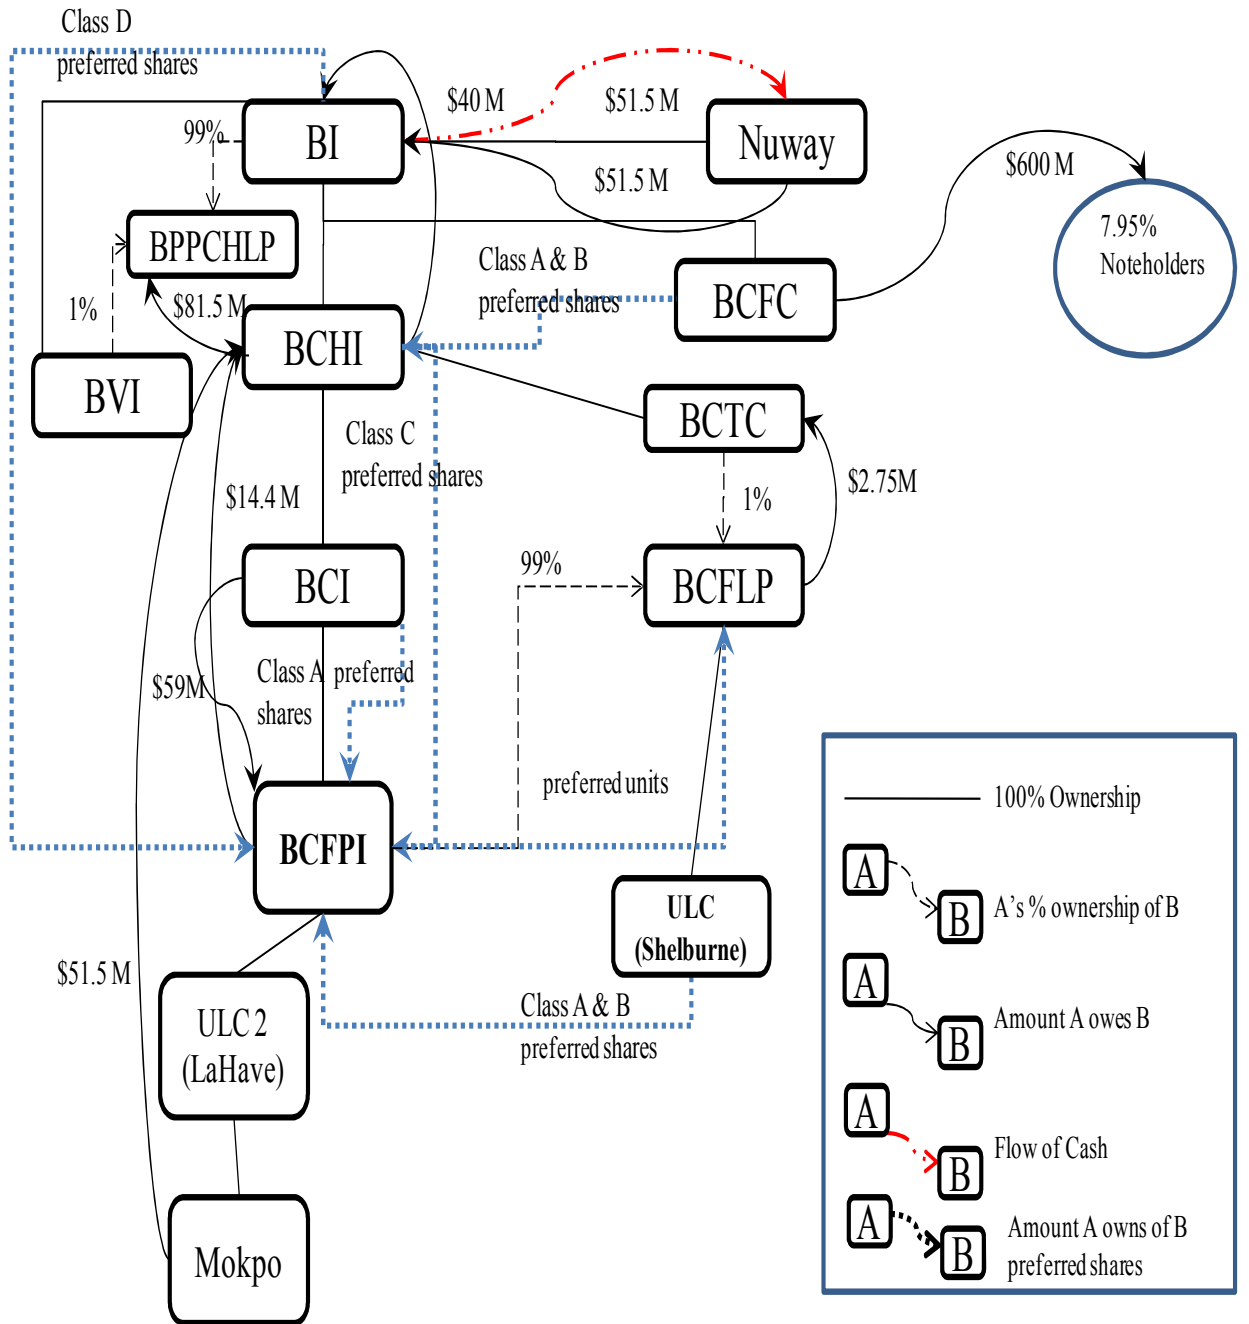 Class D
preferred shares
$40 M
$51.5 M
99%
BI
Nuway
$51.5 M
$600 M
7.95%
Noteholders
BPPCHLP
Class A & B
preferred shares
BCFC
1%
$81.5 M
BCHI
BVI
BCTC
Class C
preferred shares
$14.4 M
1%
$2.75M
99%
BCI
BCFLP
Class A preferred
shares
$59M
preferred units
BCFPI
ULC
(Shelburne)
$51.5 M
Class A & B
preferred shares
ULC 2
(LaHave)
Mokpo
100% Ownership
A
B
A's % ownership of B
A
B
Amount A owes B
A
B
Flow of Cash
A
B
Amount A owns of B
preferred shares